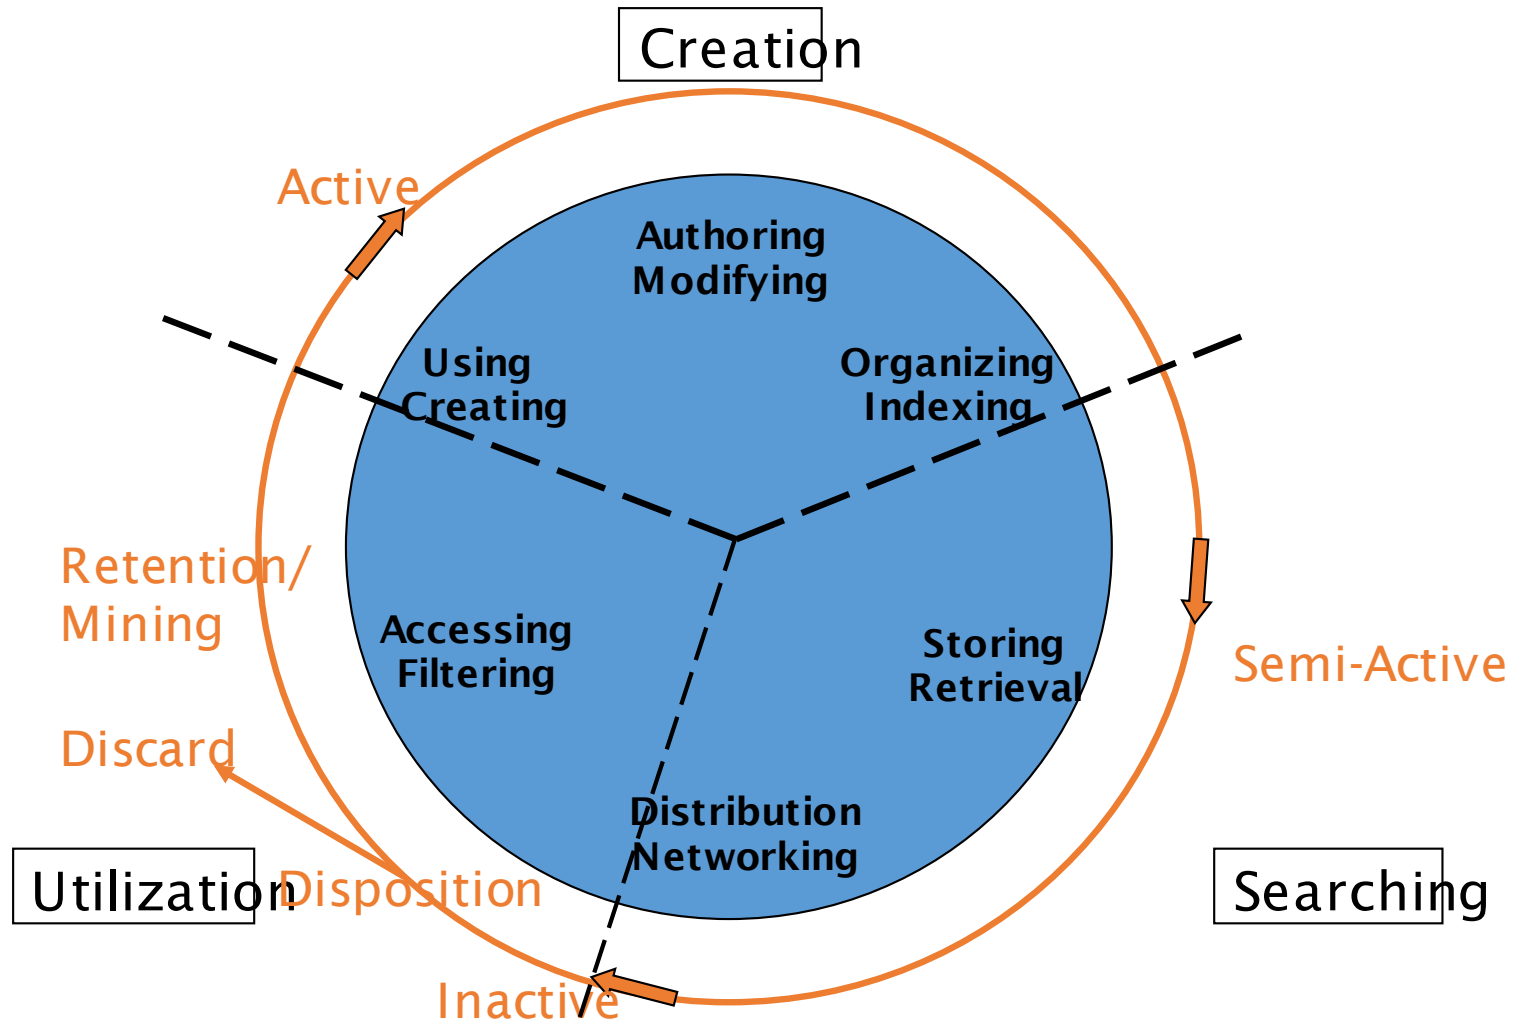 Creation
Active
Authoring
Modifying
Using
Creating
Organizing
Indexing
Retention/
Mining
Accessing
Filtering
Storing
Retrieval
Semi-Active
Discard
Distribution
Networking
Utilization
Disposition
Searching
Inactive